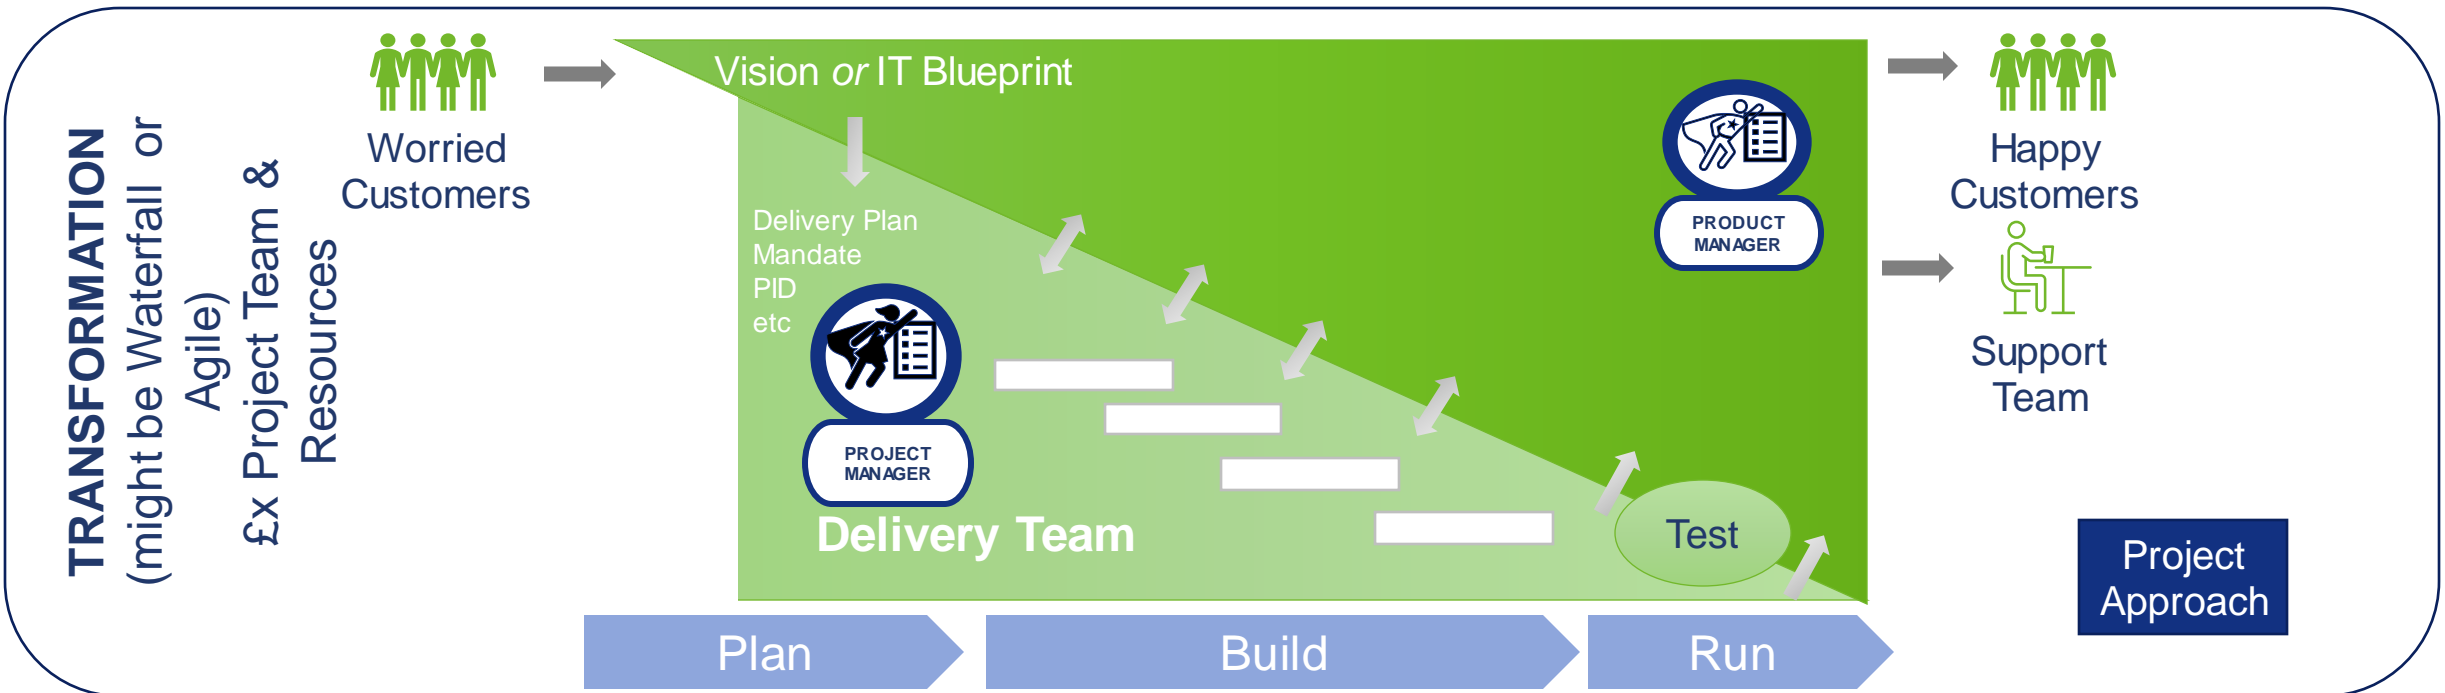 TRANSFORMATION
(might be Waterfall or
Agile)
£x Project Team &
Resources
Worried
Customers
Vision or IT Blueprint
Delivery Plan
Mandate
PID
etc
PROJECT
MANAGER
Delivery Team
Test
PRODUCT
MANAGER
Happy
Customers
Support
Team
Project
Approach
Plan
Build
Run